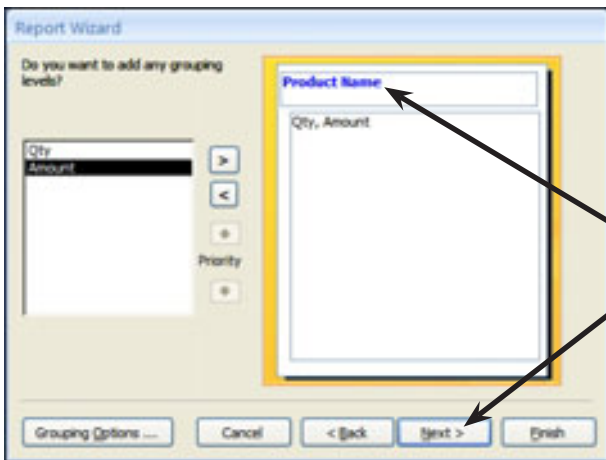 Report Wizard
Do you want to add any grouping
levels?
Product Name
Qty, Amount
Qty
Amount
>
<
Priority
Grouping Options ....
Cancel
< Back
Next >
Finish